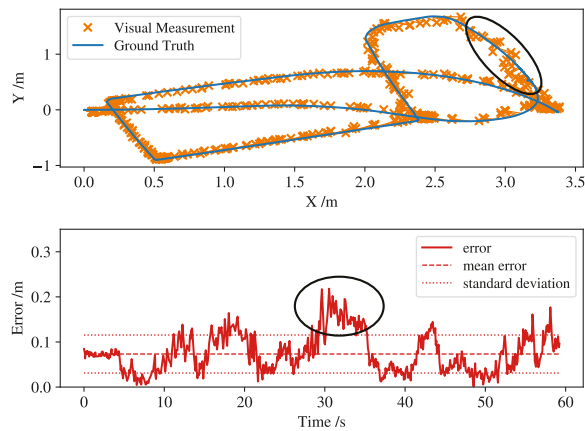 Visual Measurement
Ground Truth
Y /m
1
0
−1
0.0 0.5 1.0 1.5 2.0 2.5 3.0 3.5
X /m
error
mean error
standard deviation
Error /m
0.3
0.2
0.1
0.0
0 10 20 30 40 50 60
Time /s